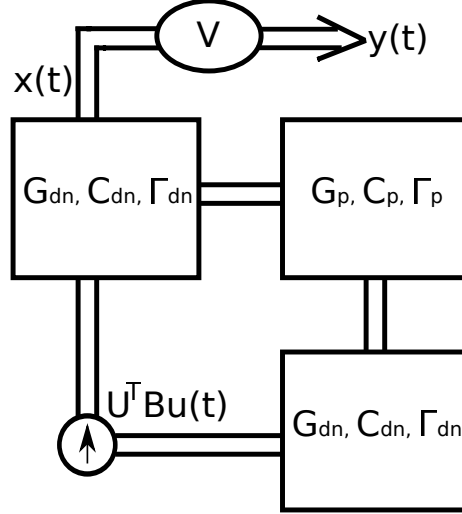 V
y(t)
x(t)
Gdn, Cdn, Γdn
Gp, Cp, Γp
UᵀBu(t)
Gdn, Cdn, Γdn